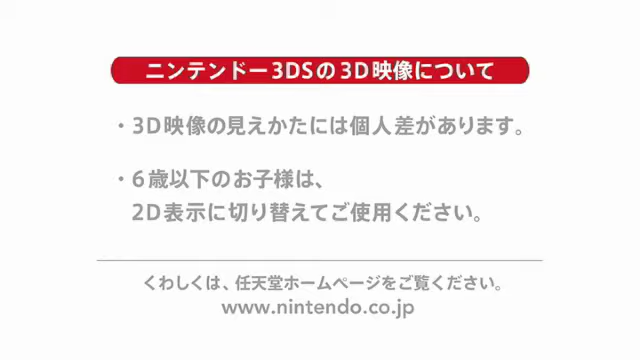 ニンテンドー3DSの3D映像について
・3D映像の見えかたには個人差があります。
・6歳以下のお子様は、
2D表示に切り替えてご使用ください。
くわしくは、任天堂ホームページをご覧ください。
www.nintendo.co.jp